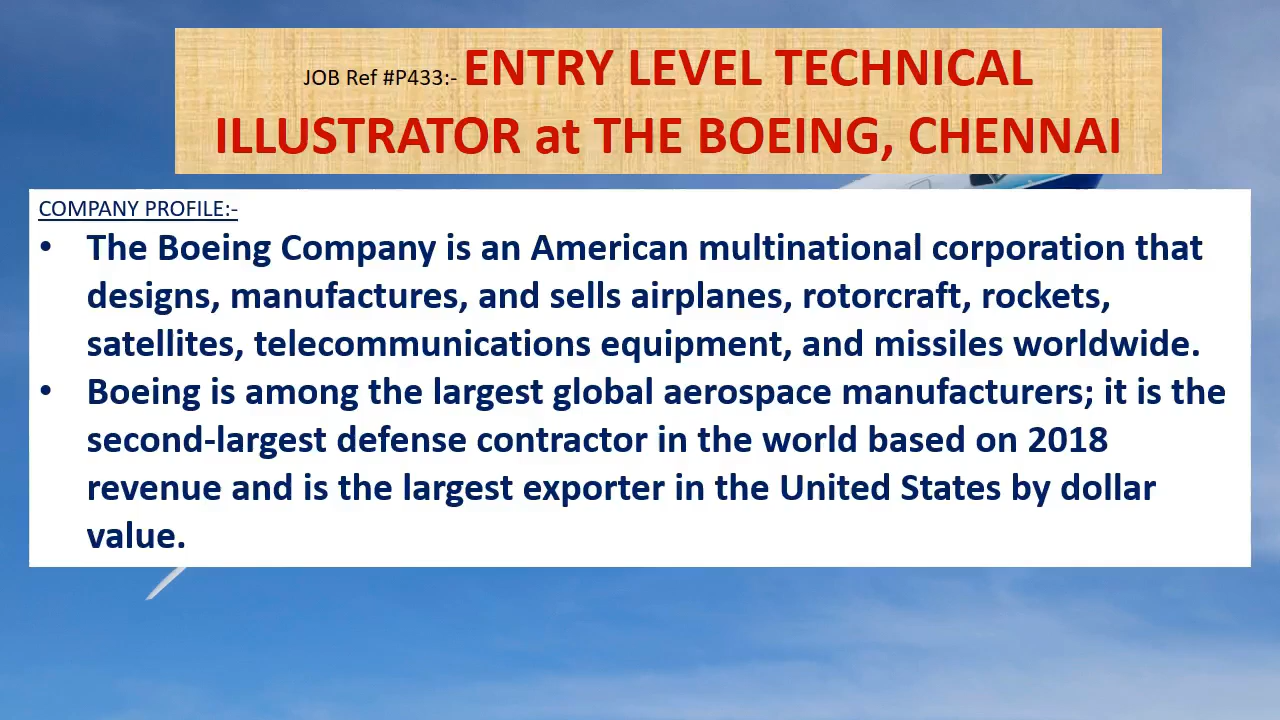 JOB Ref #P433:- ENTRY LEVEL TECHNICAL
ILLUSTRATOR at THE BOEING, CHENNAI
COMPANY PROFILE:-
• The Boeing Company is an American multinational corporation that
designs, manufactures, and sells airplanes, rotorcraft, rockets,
satellites, telecommunications equipment, and missiles worldwide.
• Boeing is among the largest global aerospace manufacturers; it is the
second-largest defense contractor in the world based on 2018
revenue and is the largest exporter in the United States by dollar
value.